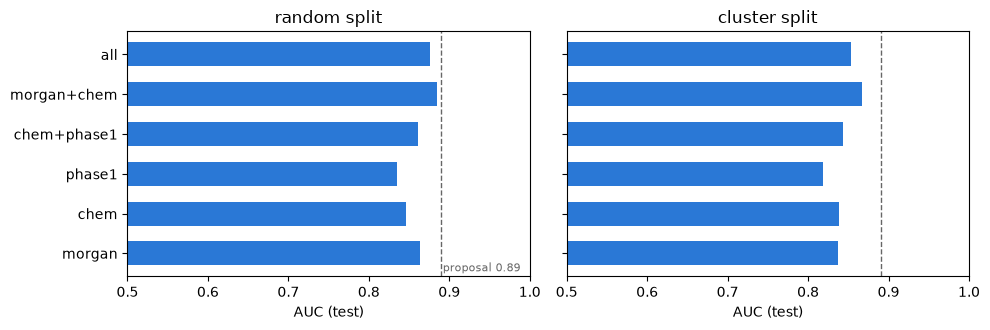 random split
cluster split
all
morgan+chem
chem+phase1
phase1
chem
morgan
proposal 0.89
0.5 0.6 0.7 0.8 0.9 1.0
0.5 0.6 0.7 0.8 0.9 1.0
AUC (test)
AUC (test)